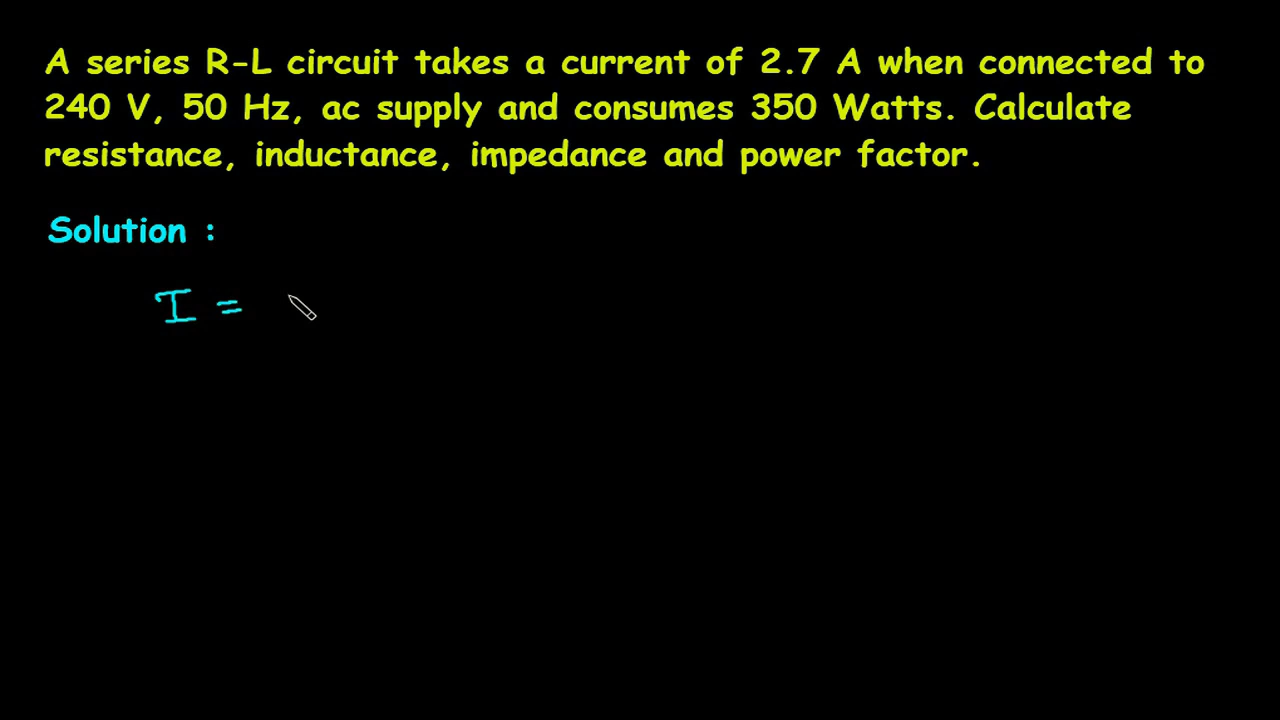 A series R-L circuit takes a current of 2.7 A when connected to
240 V, 50 Hz, ac supply and consumes 350 Watts. Calculate
resistance, inductance, impedance and power factor.
Solution :
I =